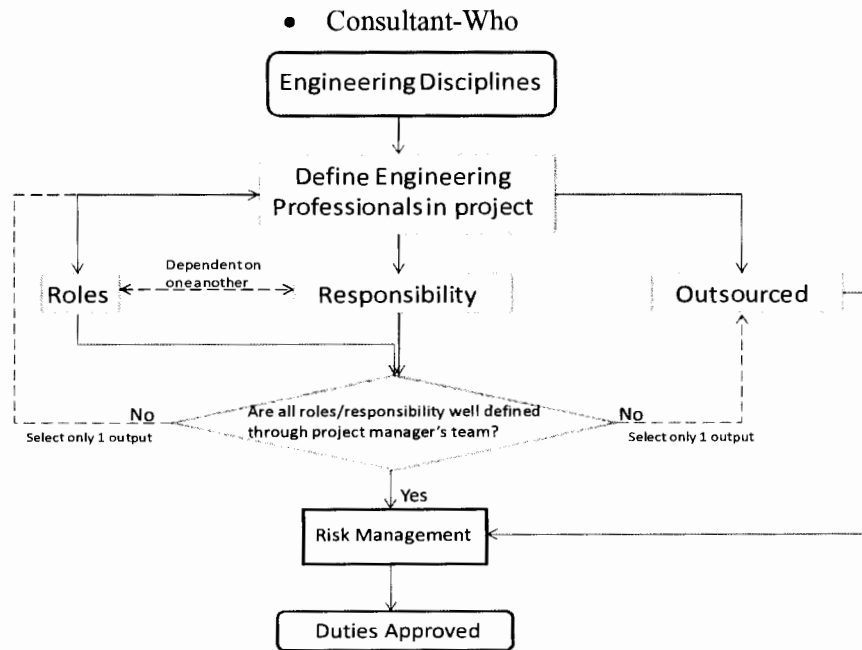 • Consultant-Who
Engineering Disciplines
Define Engineering
Professionals in project
Dependent on
one another
Roles
Responsibility
Outsourced
No
Select only 1 output
Are all roles/responsibility well defined
through project manager's team?
No
Select only 1 output
Yes
Risk Management
Duties Approved